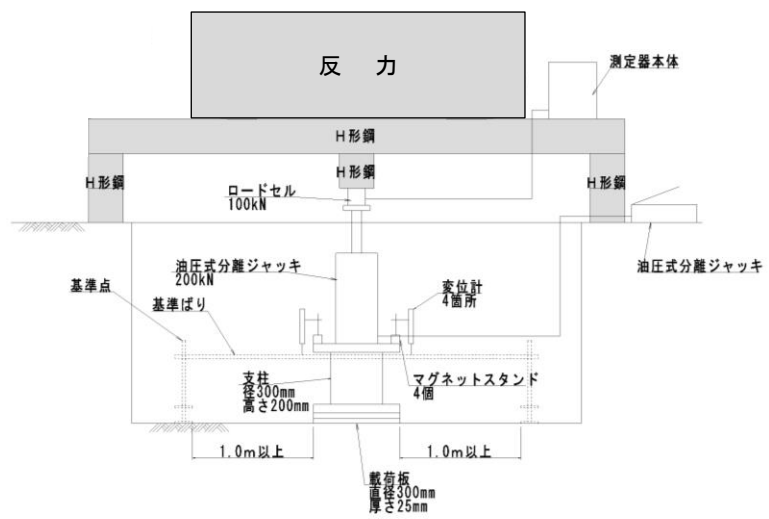 反　力
測定器本体
H形鋼
H形鋼
H形鋼
H形鋼
ロードセル
100kN
油圧式分離ジャッキ
200kN
変位計
4箇所
油圧式分離ジャッキ
基準点
基準ばり
支柱
径300mm
高さ200mm
マグネットスタンド
4個
1.0m以上
1.0m以上
載荷板
直径300mm
厚さ25mm